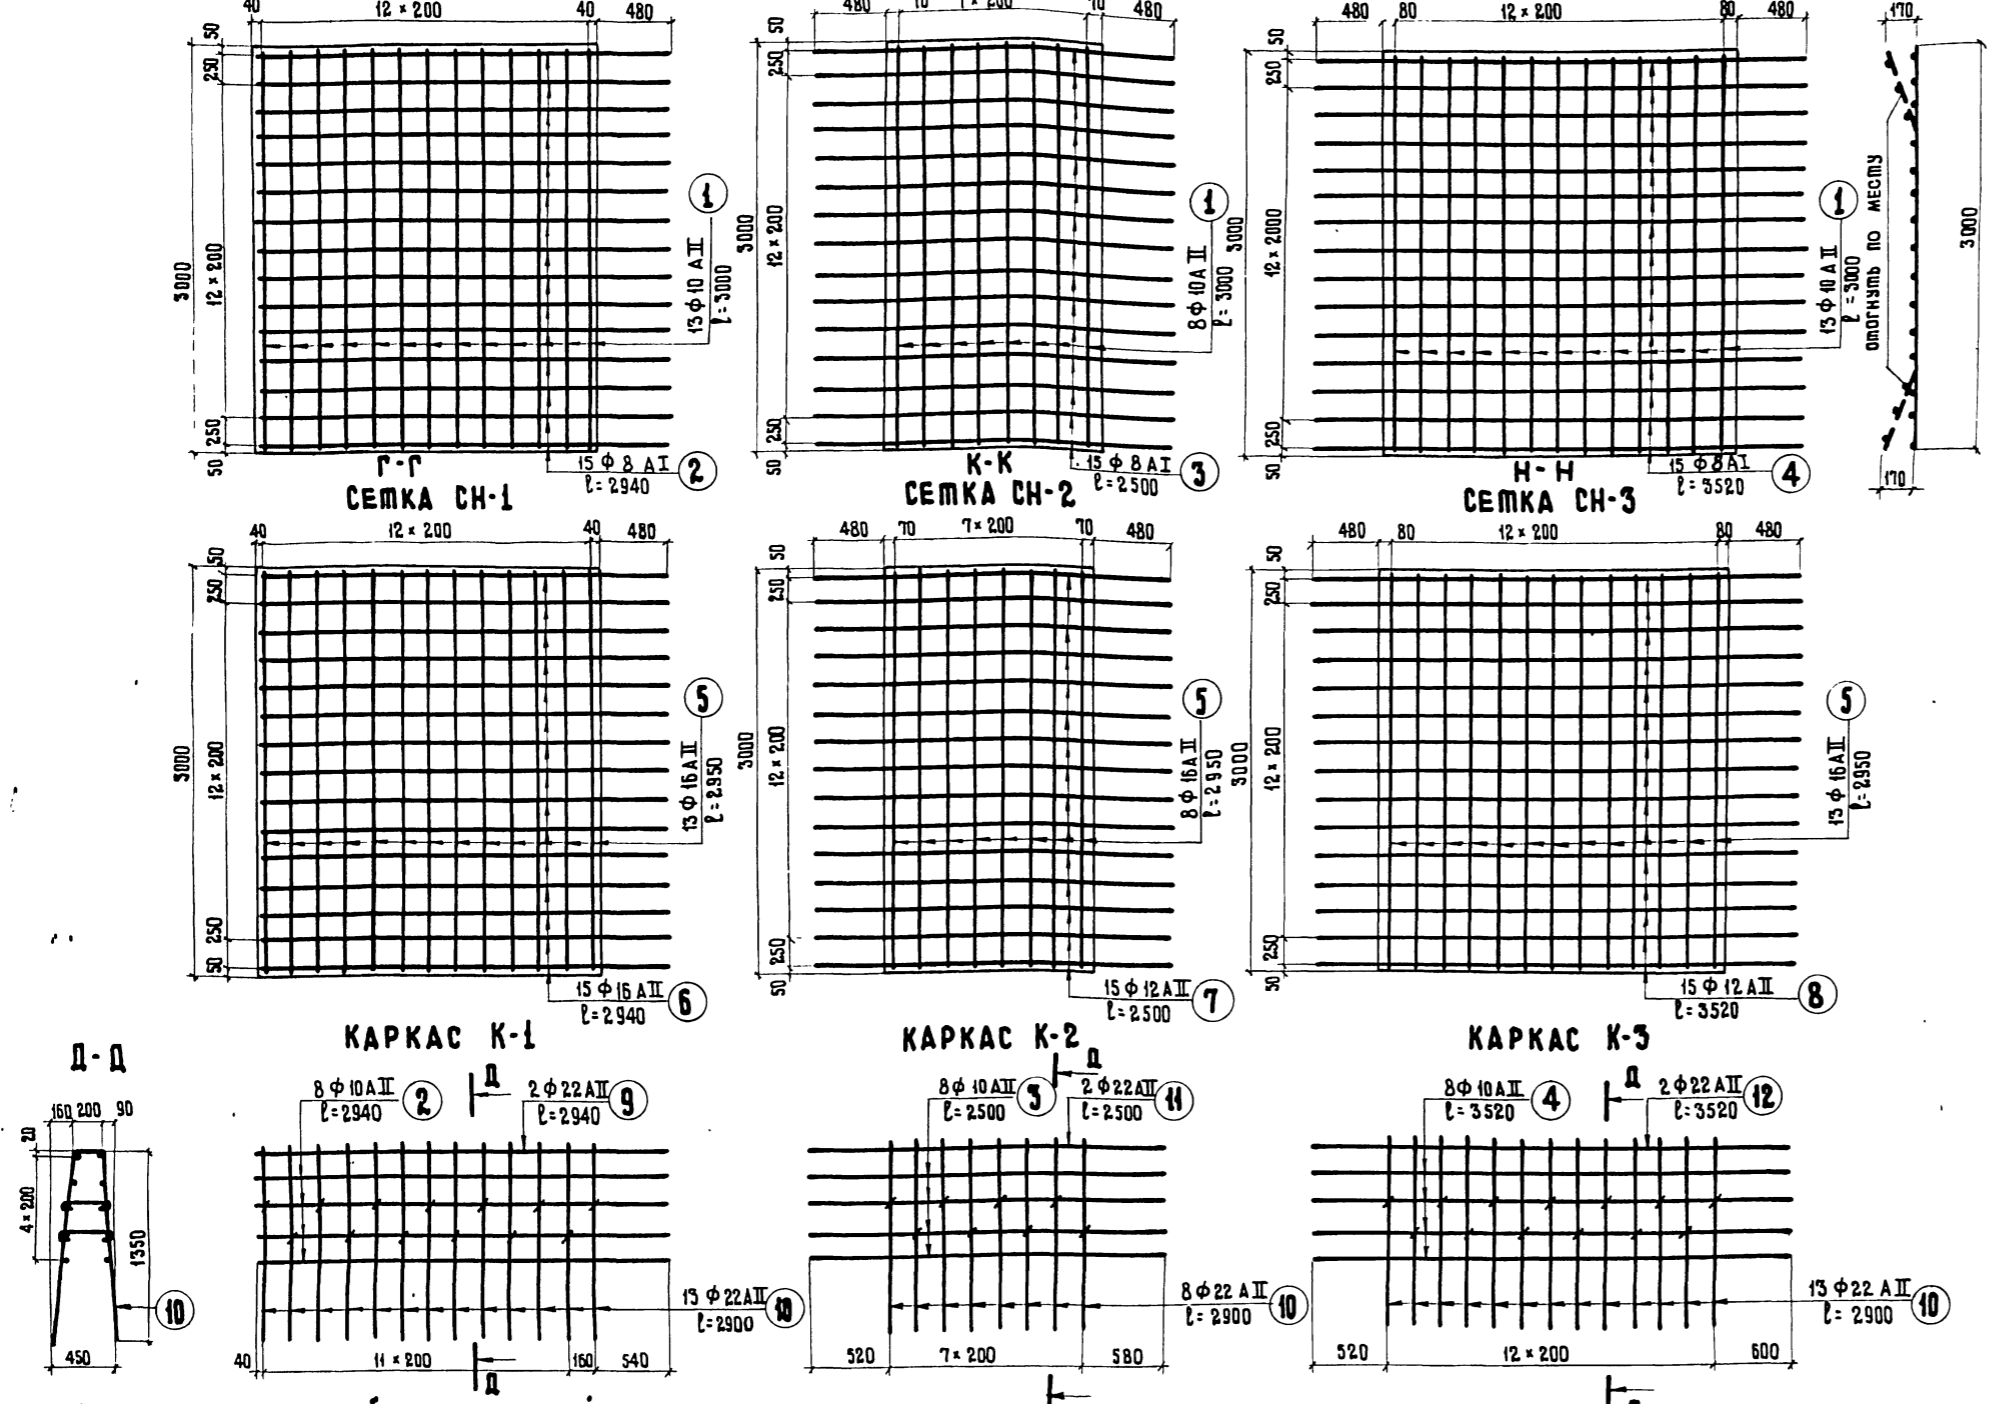 40 12 × 200 40 480
50
250
3000
12 × 200
250
50
1
13 ф 10 А II
ℓ = 3000
15 ф 8 А I
ℓ = 2940
2
480 70 7 × 200 70 480
50
250
3000
12 × 200
250
50
1
8 ф 10 А II
ℓ = 3000
15 ф 8 А I
ℓ = 2500
3
480 80 12 × 200 80 480
50
250
3000
12 × 2000
250
50
1
13 ф 10 А II
ℓ = 3000
15 ф 8 А I
ℓ = 3520
4
170
отогнуть по месту
3000
170
Г-Г
СЕТКА СН-1
К-К
СЕТКА СН-2
Н-Н
СЕТКА СН-3
40 12 × 200 40 480
50
250
3000
12 × 200
250
50
5
13 ф 16 А II
ℓ = 2950
15 ф 16 А II
ℓ = 2940
6
480 70 7 × 200 70 480
50
250
3000
12 × 200
250
50
5
8 ф 16 А II
ℓ = 2950
15 ф 12 А II
ℓ = 2500
7
480 80 12 × 200 80 480
50
250
3000
12 × 200
250
50
5
13 ф 16 А II
ℓ = 2950
15 ф 12 А II
ℓ = 3520
8
КАРКАС К-1
КАРКАС К-2
КАРКАС К-3
Д-Д
160 200 90
20
4 × 200
1350
10
450
8 ф 10 А II
ℓ = 2940
2
Д
2 ф 22 А II
ℓ = 2940
9
13 ф 22 А II
ℓ = 2900
10
40 11 × 200 160 540
Д
8 ф 10 А II
ℓ = 2500
3
Д
2 ф 22 А II
ℓ = 2500
11
8 ф 22 А II
ℓ = 2900
10
520 7 × 200 580
8 ф 10 А II
ℓ = 3520
4
Д
2 ф 22 А II
ℓ = 3520
12
13 ф 22 А II
ℓ = 2900
10
520 12 × 200 600